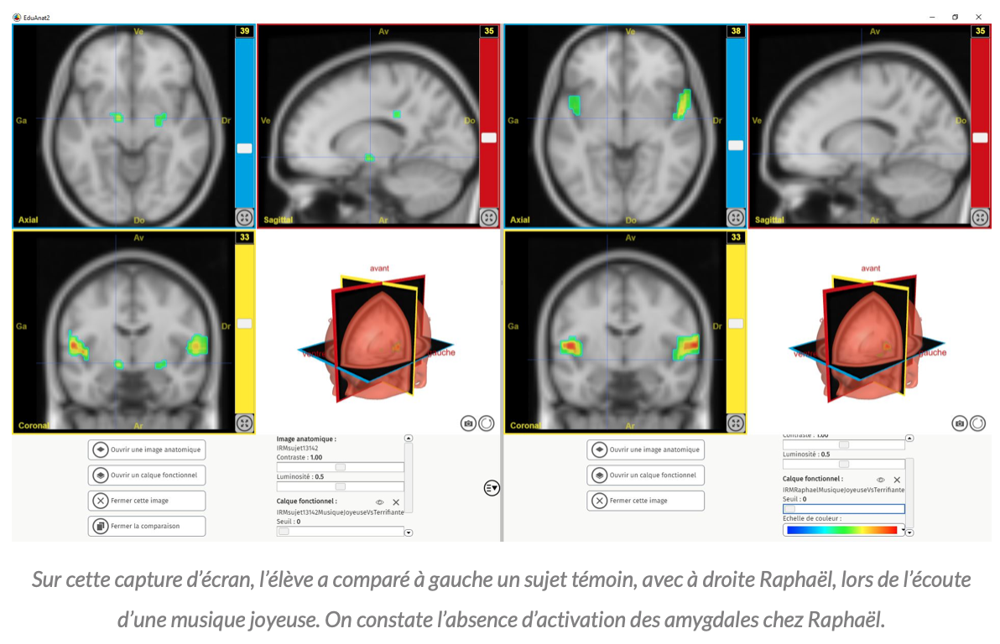 EduAnat2
Ve
39
Ga
Dr
Axial
Do
Av
35
Ve
Do
Sagittal
Ar
Ve
38
Ga
Dr
Axial
Do
Av
35
Ve
Do
Sagittal
Ar
Av
33
Ga
Dr
Coronal
Ar
avant
gauche
Av
33
Ga
Dr
Coronal
Ar
avant
gauche
Ouvrir une image anatomique
Ouvrir un calque fonctionnel
Fermer cette image
Fermer la comparaison
Image anatomique :
IRMsujet13142
Contraste : 1.00
Luminosité : 0.5
Calque fonctionnel :
IRMsujet13142MusiqueJoyeuseVsTerrifiante
Seuil : 0
Ouvrir une image anatomique
Ouvrir un calque fonctionnel
Fermer cette image
Contraste : 1.00
Luminosité : 0.5
Calque fonctionnel :
IRMRaphaelMusiqueJoyeuseVsTerrifiante
Seuil : 0
Echelle de couleur :
Sur cette capture d’écran, l’élève a comparé à gauche un sujet témoin, avec à droite Raphaël, lors de l’écoute
d’une musique joyeuse. On constate l’absence d’activation des amygdales chez Raphaël.